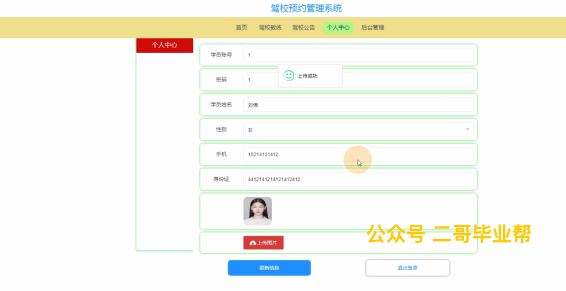 驾校预约管理系统
首页 驾校教练 驾校公告 个人中心 后台管理
个人中心
学员账号 1
上传成功
密码 1
学员姓名 刘倩
性别 女
手机 15214121412
身份证 4412141214121412412
上传图片
公众号 二哥毕业帮
更新信息 退出登录